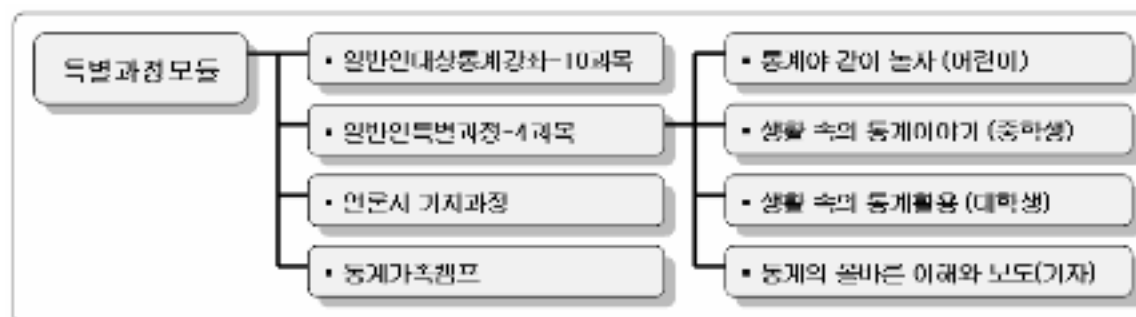 특별과정모듈
▪ 일반인대상통계강좌-10과목
▪ 일반인특별과정-4과목
▪ 언론사 기자과정
▪ 통계가족캠프
▪ 통계야 같이 놀자 (어린이)
▪ 생활 속의 통계이야기 (중학생)
▪ 생활 속의 통계활용 (대학생)
▪ 통계의 올바른 이해와 보도(기자)